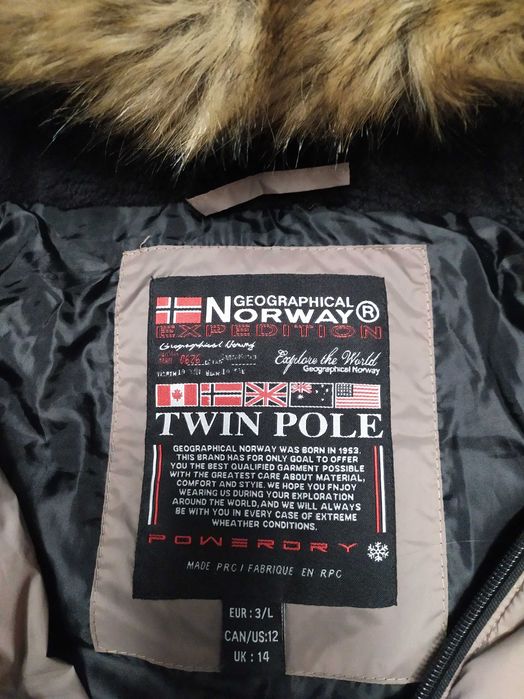 GEOGRAPHICAL
NORWAY®
EXPEDITION
Geographical Norway
Explore the World
Geographical Norway
TWIN POLE
GEOGRAPHICAL NORWAY WAS BORN IN 1953.
THIS BRAND HAS FOR ONLY GOAL TO OFFER
YOU THE BEST QUALIFIED GARMENT POSSIBLE
WITH THE GREATEST CARE ABOUT MATERIAL,
COMFORT AND STYIE. WE HOPE YOU FNJOY
WEARING US DURING YOUR EXPLORATION
AROUND THE WORLD, AND WE WILL ALWAYS
BE WITH YOU IN EVERY CASE OF EXTREME
WHEATHER CONDITIONS.
POWERDRY
MADE PRC / FABRIQUE EN RPC
EUR : 3/L
CAN/US:12
UK : 14